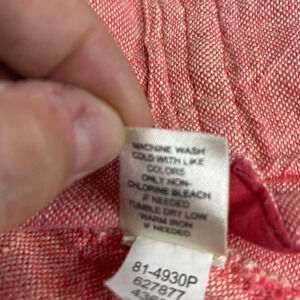 MACHINE WASH
COLD WITH LIKE
COLORS
ONLY NON-
CHLORINE BLEACH
IF NEEDED
TUMBLE DRY LOW
WARM IRON
IF NEEDED
81-4930P
627877